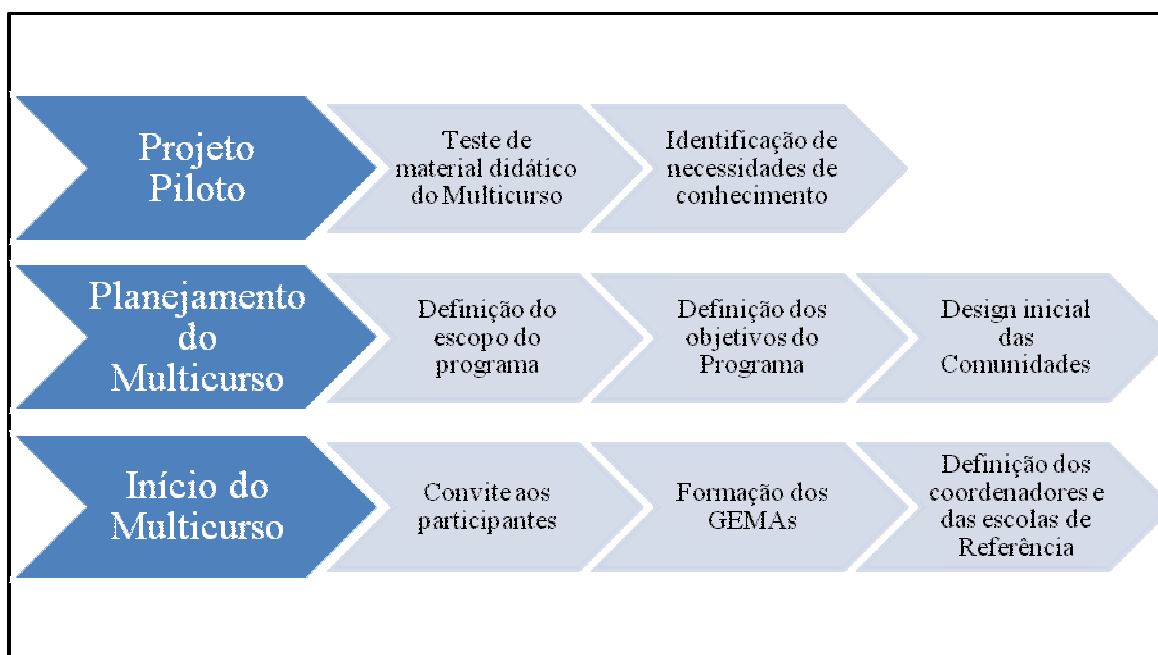 Projeto
Piloto
Teste de
material didático
do Multicurso
Identificação de
necessidades de
conhecimento
Planejamento
do
Multicurso
Definição do
escopo do
programa
Definição dos
objetivos do
Programa
Design inicial
das
Comunidades
Início do
Multicurso
Convite aos
participantes
Formação dos
GEMAs
Definição dos
coordenadores e
das escolas de
Referência